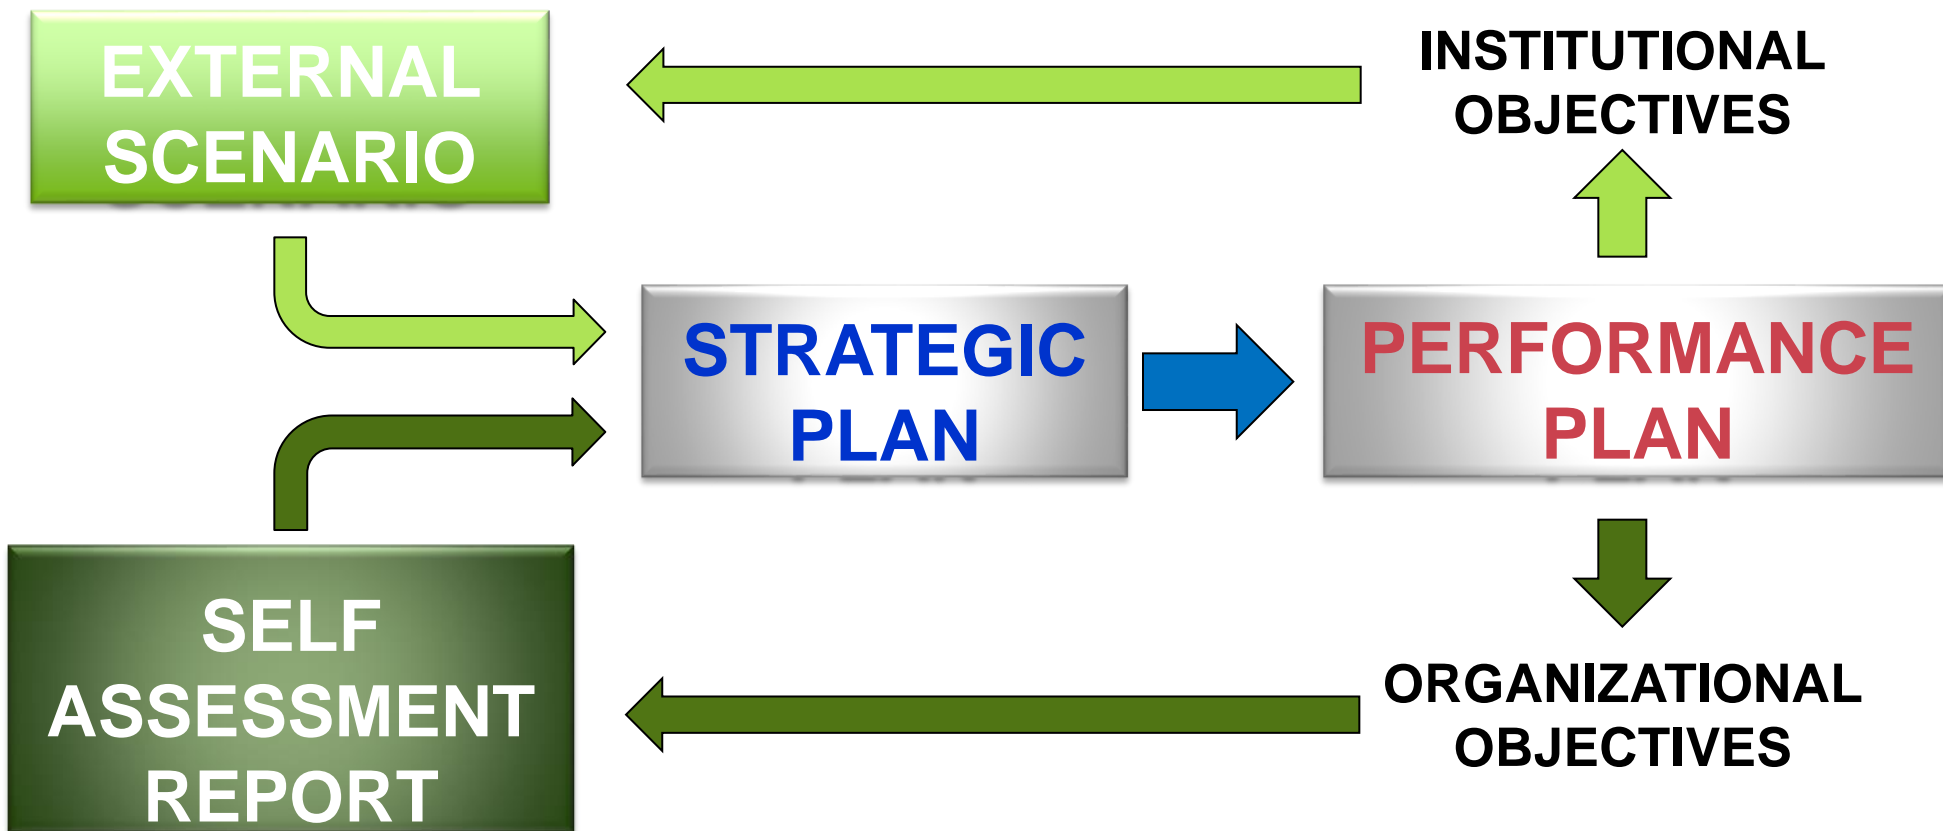 EXTERNAL
SCENARIO
INSTITUTIONAL
OBJECTIVES
STRATEGIC
PLAN
PERFORMANCE
PLAN
SELF
ASSESSMENT
REPORT
ORGANIZATIONAL
OBJECTIVES